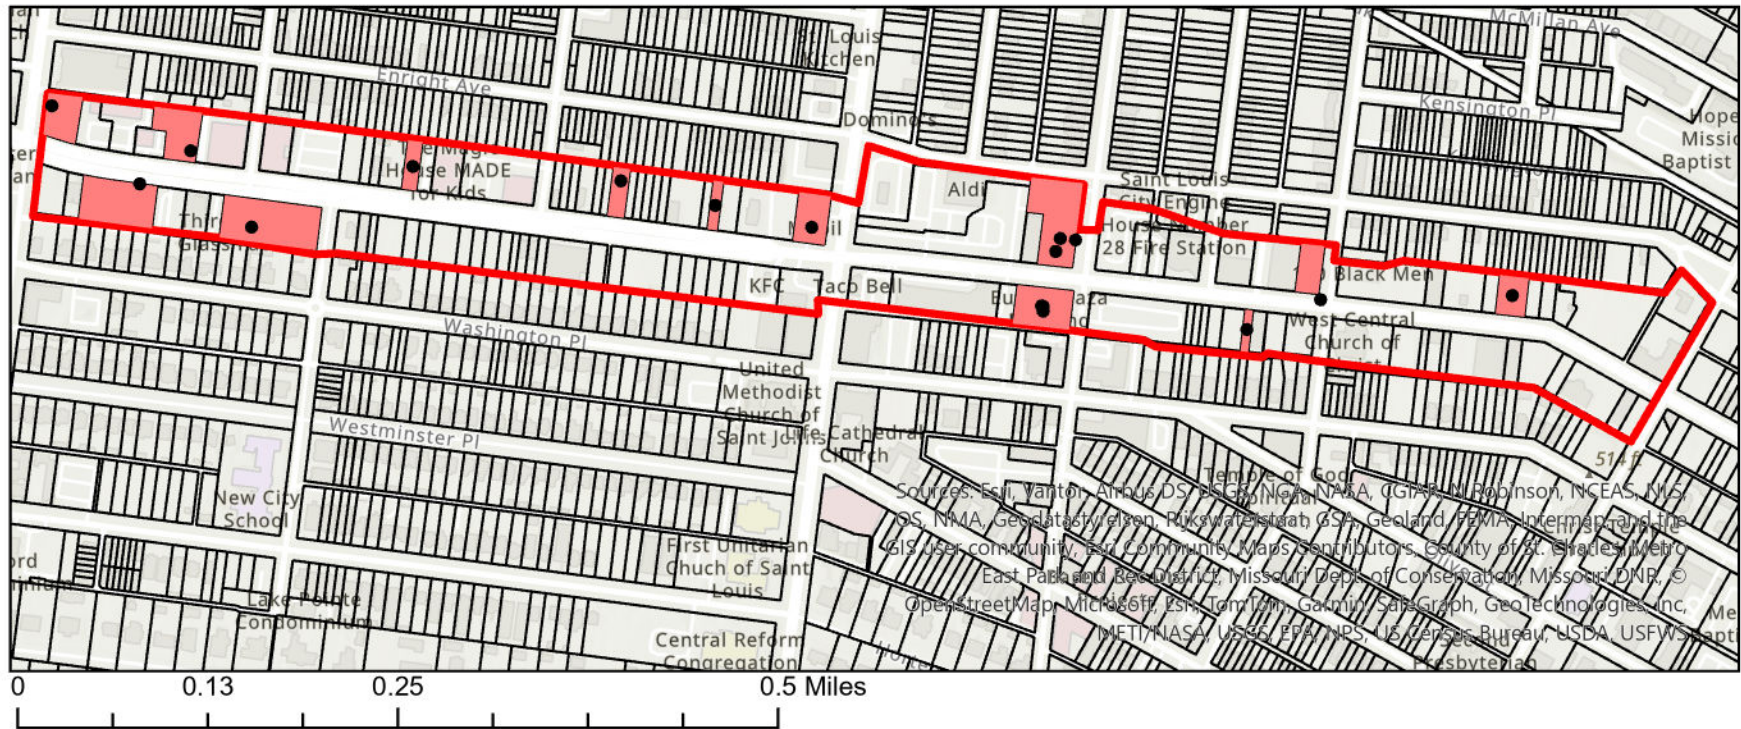 St. Louis
Kitchen
McMillan Ave
Enright Ave
Kensington Pl
Domino's
Hope
Missio
Baptist
House MADE
for Kids
Aldi
Saint Louis
City Engine
House Number
28 Fire Station
100 Black Men
KFC
Taco Bell
West Central
Church of
Christ
Washington Pl
United
Methodist
Church of
Saint Johns
Life Cathedral
Church
Westminster Pl
514 ft
Temple of God
New City
School
Sources: Esri, Vantor, Airbus DS, USGS, NGA, NASA, CGIAR, N Robinson, NCEAS, NLS,
OS, NMA, Geodatastyrelsen, Rijkswaterstaat, GSA, Geoland, FEMA, Intermap and the
GIS user community, Esri Community Maps Contributors, County of St. Charles, Metro
East Park and Rec District, Missouri Dept. of Conservation, Missouri DNR, ©
OpenStreetMap, Microsoft, Esri, TomTom, Garmin, SafeGraph, GeoTechnologies, Inc,
METI/NASA, USGS, EPA, NPS, US Census Bureau, USDA, USFWS
First Unitarian
Chuch of Saint
Louis
Lake Pointe
Condominium
Central Reform
Congregation
Second
Presbyterian
0 0.13 0.25 0.5 Miles